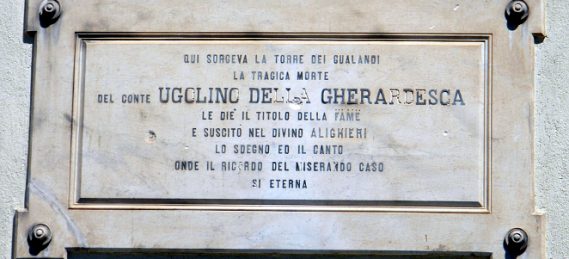 QUI SORGEVA LA TORRE DEI GUALANDI
LA TRAGICA MORTE
DEL CONTE UGOLINO DELLA GHERARDESCA
LE DIE' IL TITOLO DELLA FAME
E SUSCITÒ NEL DIVINO ALIGHIERI
LO SDEGNO ED IL CANTO
ONDE IL RICORDO DEL MISERANDO CASO
SI ETERNA